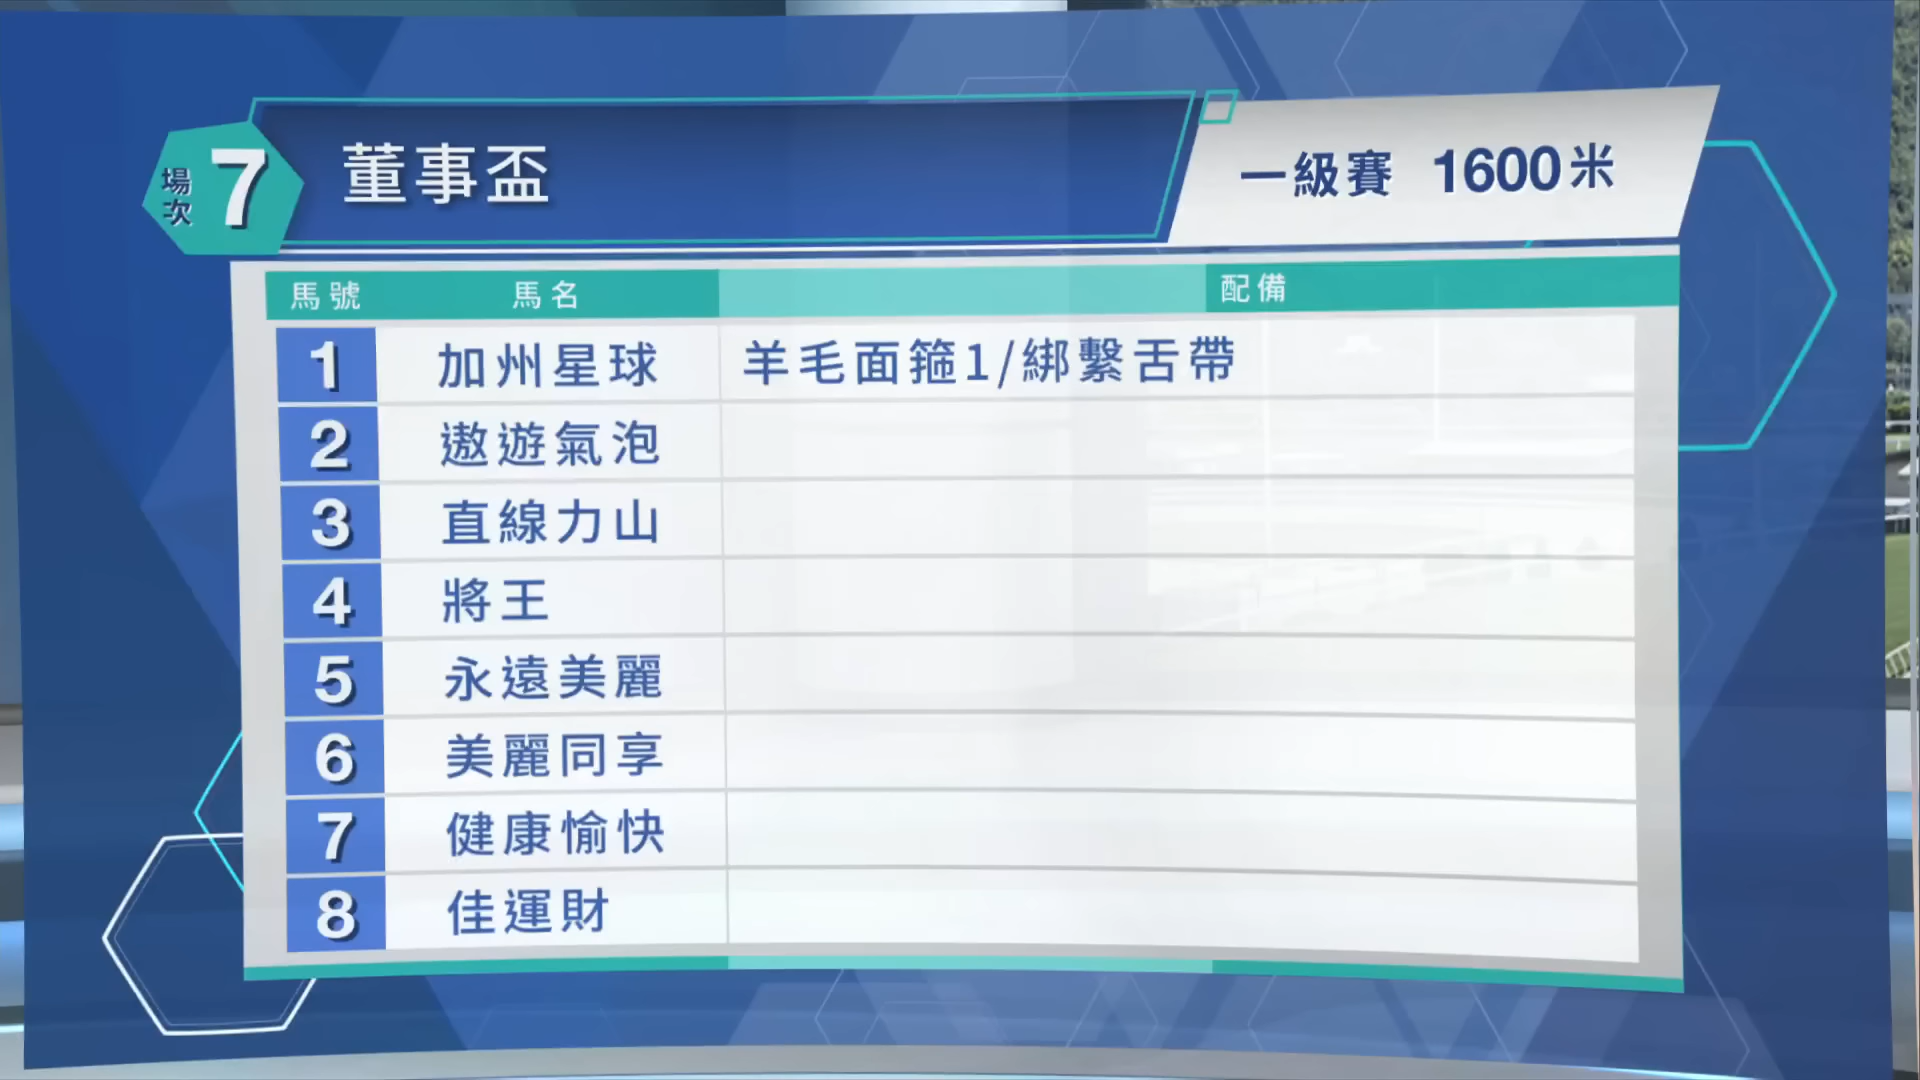 場次 7 董事盃 一級賽 1600米
馬號 馬名 配備
1 加州星球 羊毛面箍1/綁繫舌帶
2 遨遊氣泡
3 直線力山
4 將王
5 永遠美麗
6 美麗同享
7 健康愉快
8 佳運財